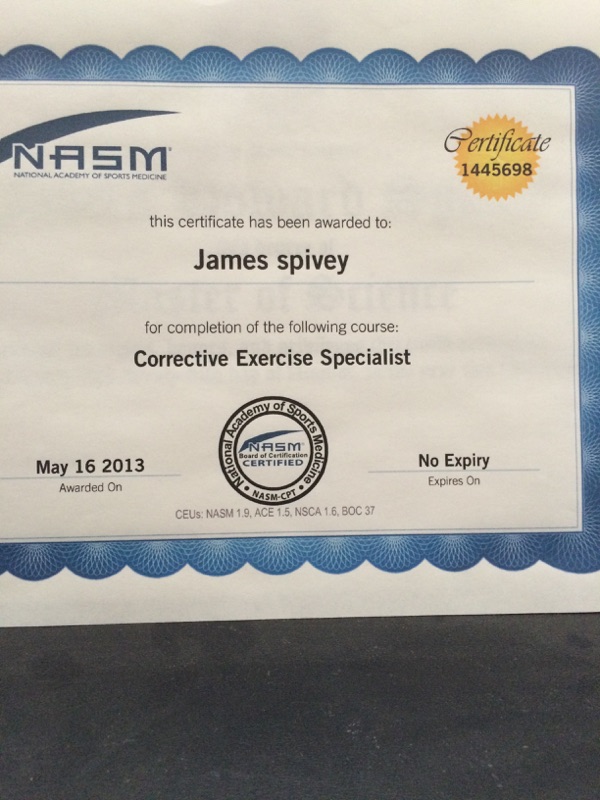 NASM
NATIONAL ACADEMY OF SPORTS MEDICINE
Certificate
1445698
this certificate has been awarded to:
James spivey
for completion of the following course:
Corrective Exercise Specialist
May 16 2013
Awarded On
National Academy of Sports Medicine
NASM
Board of Certification
CERTIFIED
• NASM-CPT •
No Expiry
Expires On
CEUs: NASM 1.9, ACE 1.5, NSCA 1.6, BOC 37
Master of Science